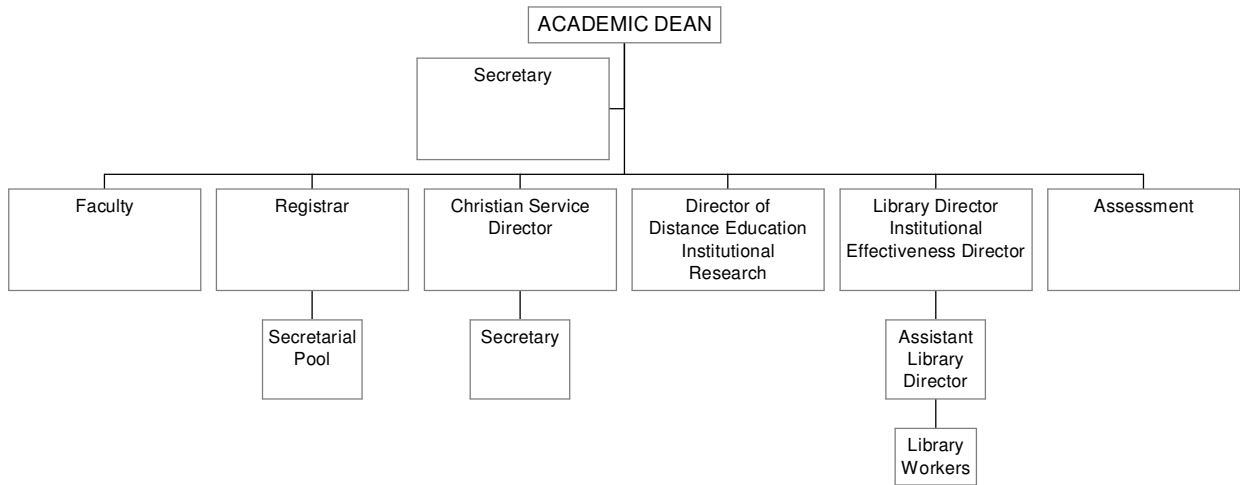 ACADEMIC DEAN
Secretary
Faculty
Registrar
Christian Service
Director
Director of
Distance Education
Institutional
Research
Library Director
Institutional
Effectiveness Director
Assessment
Secretarial
Pool
Secretary
Assistant
Library
Director
Library
Workers